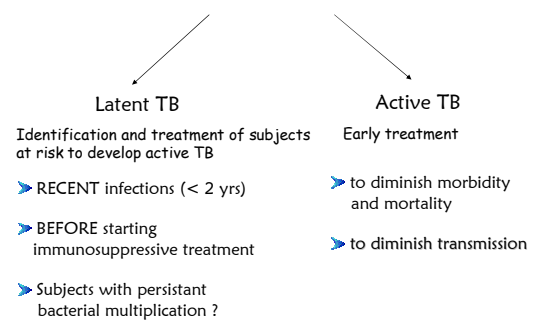 Latent TB
Identification and treatment of subjects
at risk to develop active TB
RECENT infections (< 2 yrs)
BEFORE starting
immunosuppressive treatment
Subjects with persistant
bacterial multiplication ?
Active TB
Early treatment
to diminish morbidity
and mortality
to diminish transmission